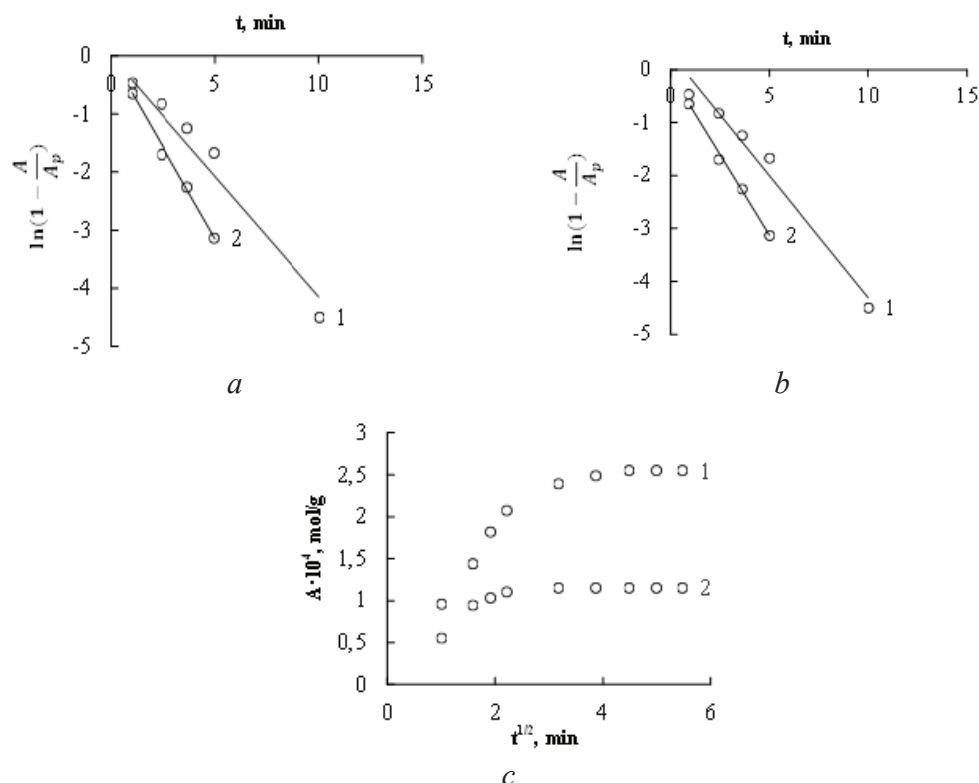 t, min
0
0 5 10 15
-1
-2
-3
-4
-5
ln (1 − A/A_p)
2
1
a
t, min
0
0 5 10 15
-1
-2
-3
-4
-5
ln (1 − A/A_p)
2
1
b
3
2,5
2
1,5
1
0,5
0
A·10⁴, mol/g
1
2
0 2 4 6
t^1/2, min
c